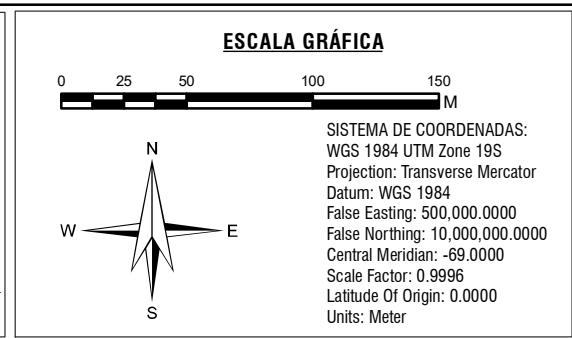 ESCALA GRÁFICA
0 25 50 100 150
M
SISTEMA DE COORDENADAS:
WGS 1984 UTM Zone 19S
Projection: Transverse Mercator
Datum: WGS 1984
False Easting: 500,000.0000
False Northing: 10,000,000.0000
Central Meridian: -69.0000
Scale Factor: 0.9996
Latitude Of Origin: 0.0000
Units: Meter
N
W E
S